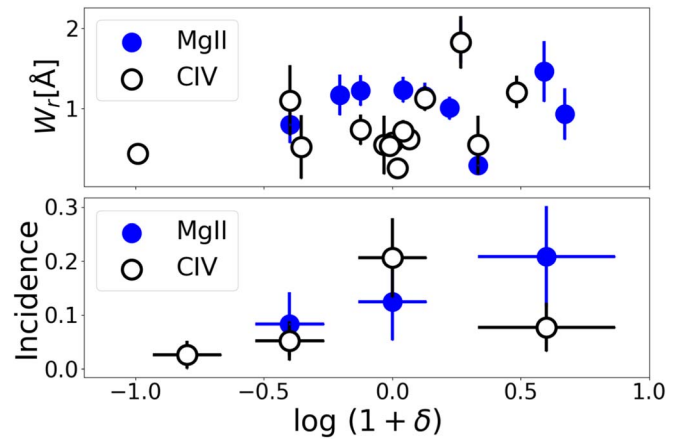 2
1
W_r[Å]
MgII
CIV
0.3
0.2
0.1
0.0
Incidence
MgII
CIV
−1.0 −0.5 0.0 0.5 1.0
log (1 + δ)